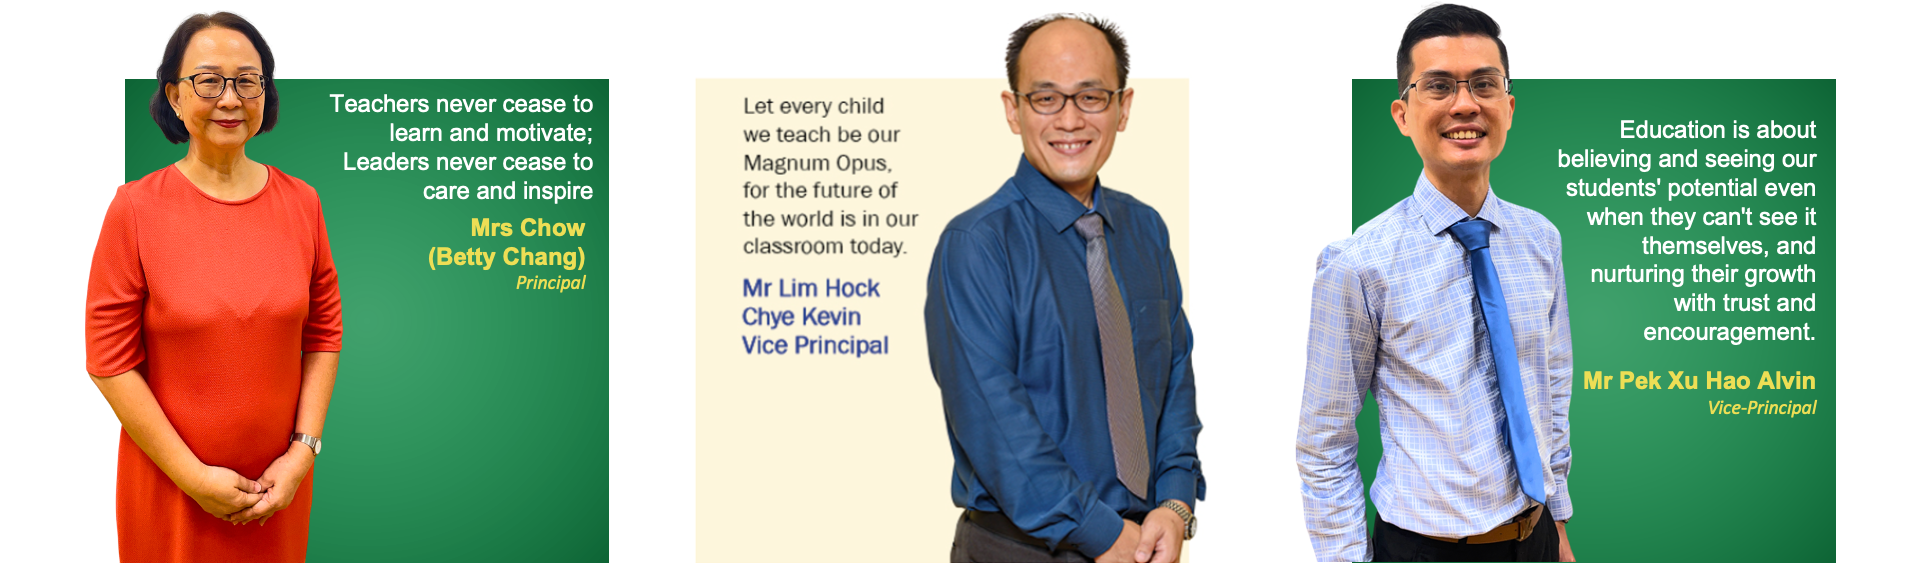 Teachers never cease to
learn and motivate;
Leaders never cease to
care and inspire
Mrs Chow
(Betty Chang)
Principal
Let every child
we teach be our
Magnum Opus,
for the future of
the world is in our
classroom today.
Mr Lim Hock
Chye Kevin
Vice Principal
Education is about
believing and seeing our
students' potential even
when they can't see it
themselves, and
nurturing their growth
with trust and
encouragement.
Mr Pek Xu Hao Alvin
Vice-Principal